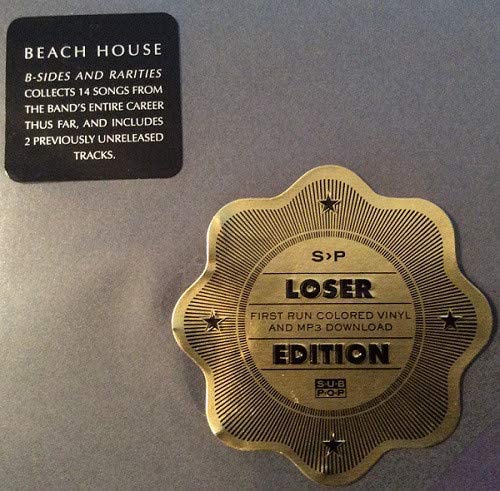 BEACH HOUSE
B-SIDES AND RARITIES
COLLECTS 14 SONGS FROM
THE BAND'S ENTIRE CAREER
THUS FAR, AND INCLUDES
2 PREVIOUSLY UNRELEASED
TRACKS.
S>P
LOSER
FIRST RUN COLORED VINYL
AND MP3 DOWNLOAD
EDITION
SUB
POP